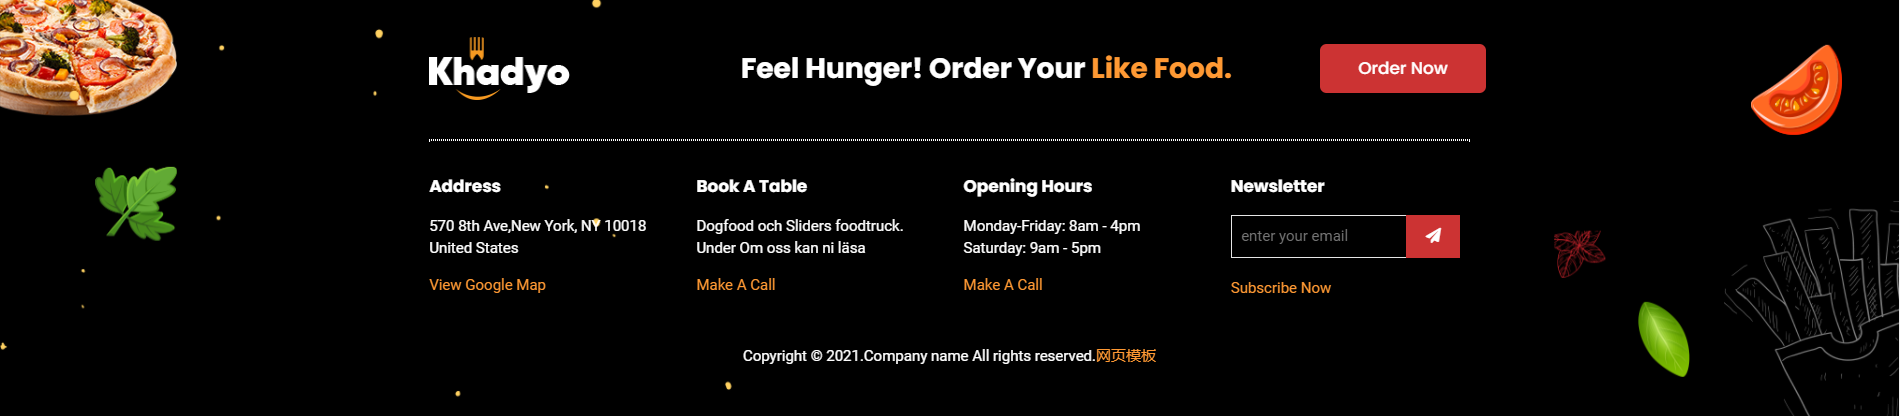 Khadyo
Feel Hunger! Order Your Like Food.
Order Now
Address
570 8th Ave,New York, NY 10018
United States
View Google Map
Book A Table
Dogfood och Sliders foodtruck.
Under Om oss kan ni läsa
Make A Call
Opening Hours
Monday-Friday: 8am - 4pm
Saturday: 9am - 5pm
Make A Call
Newsletter
enter your email
Subscribe Now
Copyright © 2021.Company name All rights reserved.网页模板